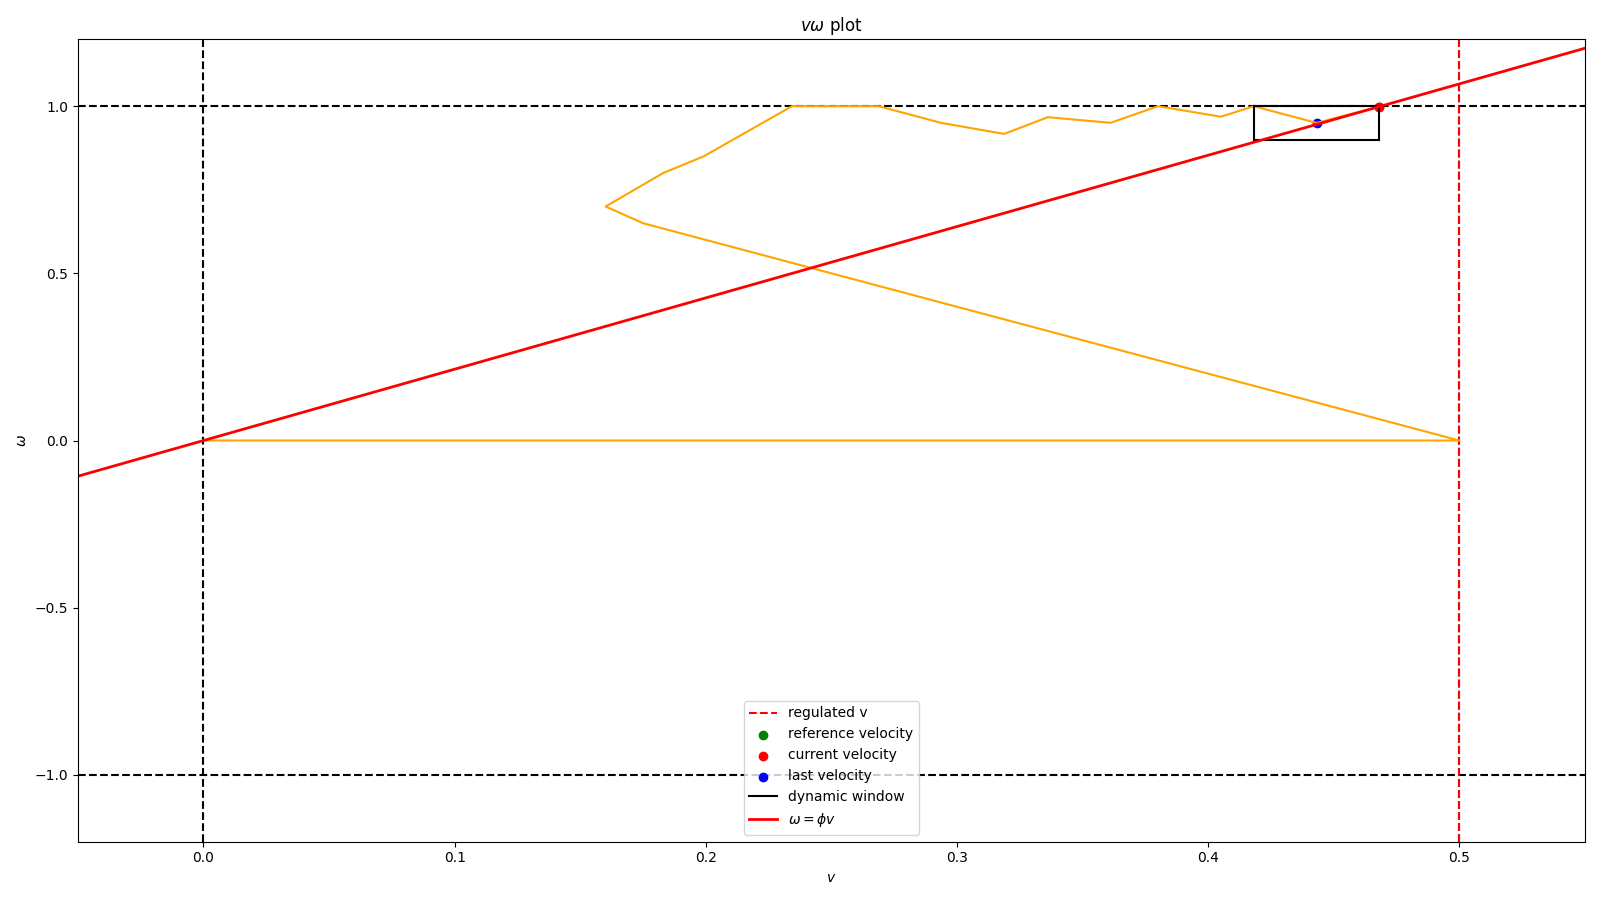 vω plot
1.0
0.5
0.0
−0.5
−1.0
ω
0.0 0.1 0.2 0.3 0.4 0.5
v
regulated v
reference velocity
current velocity
last velocity
dynamic window
ω = ϕv